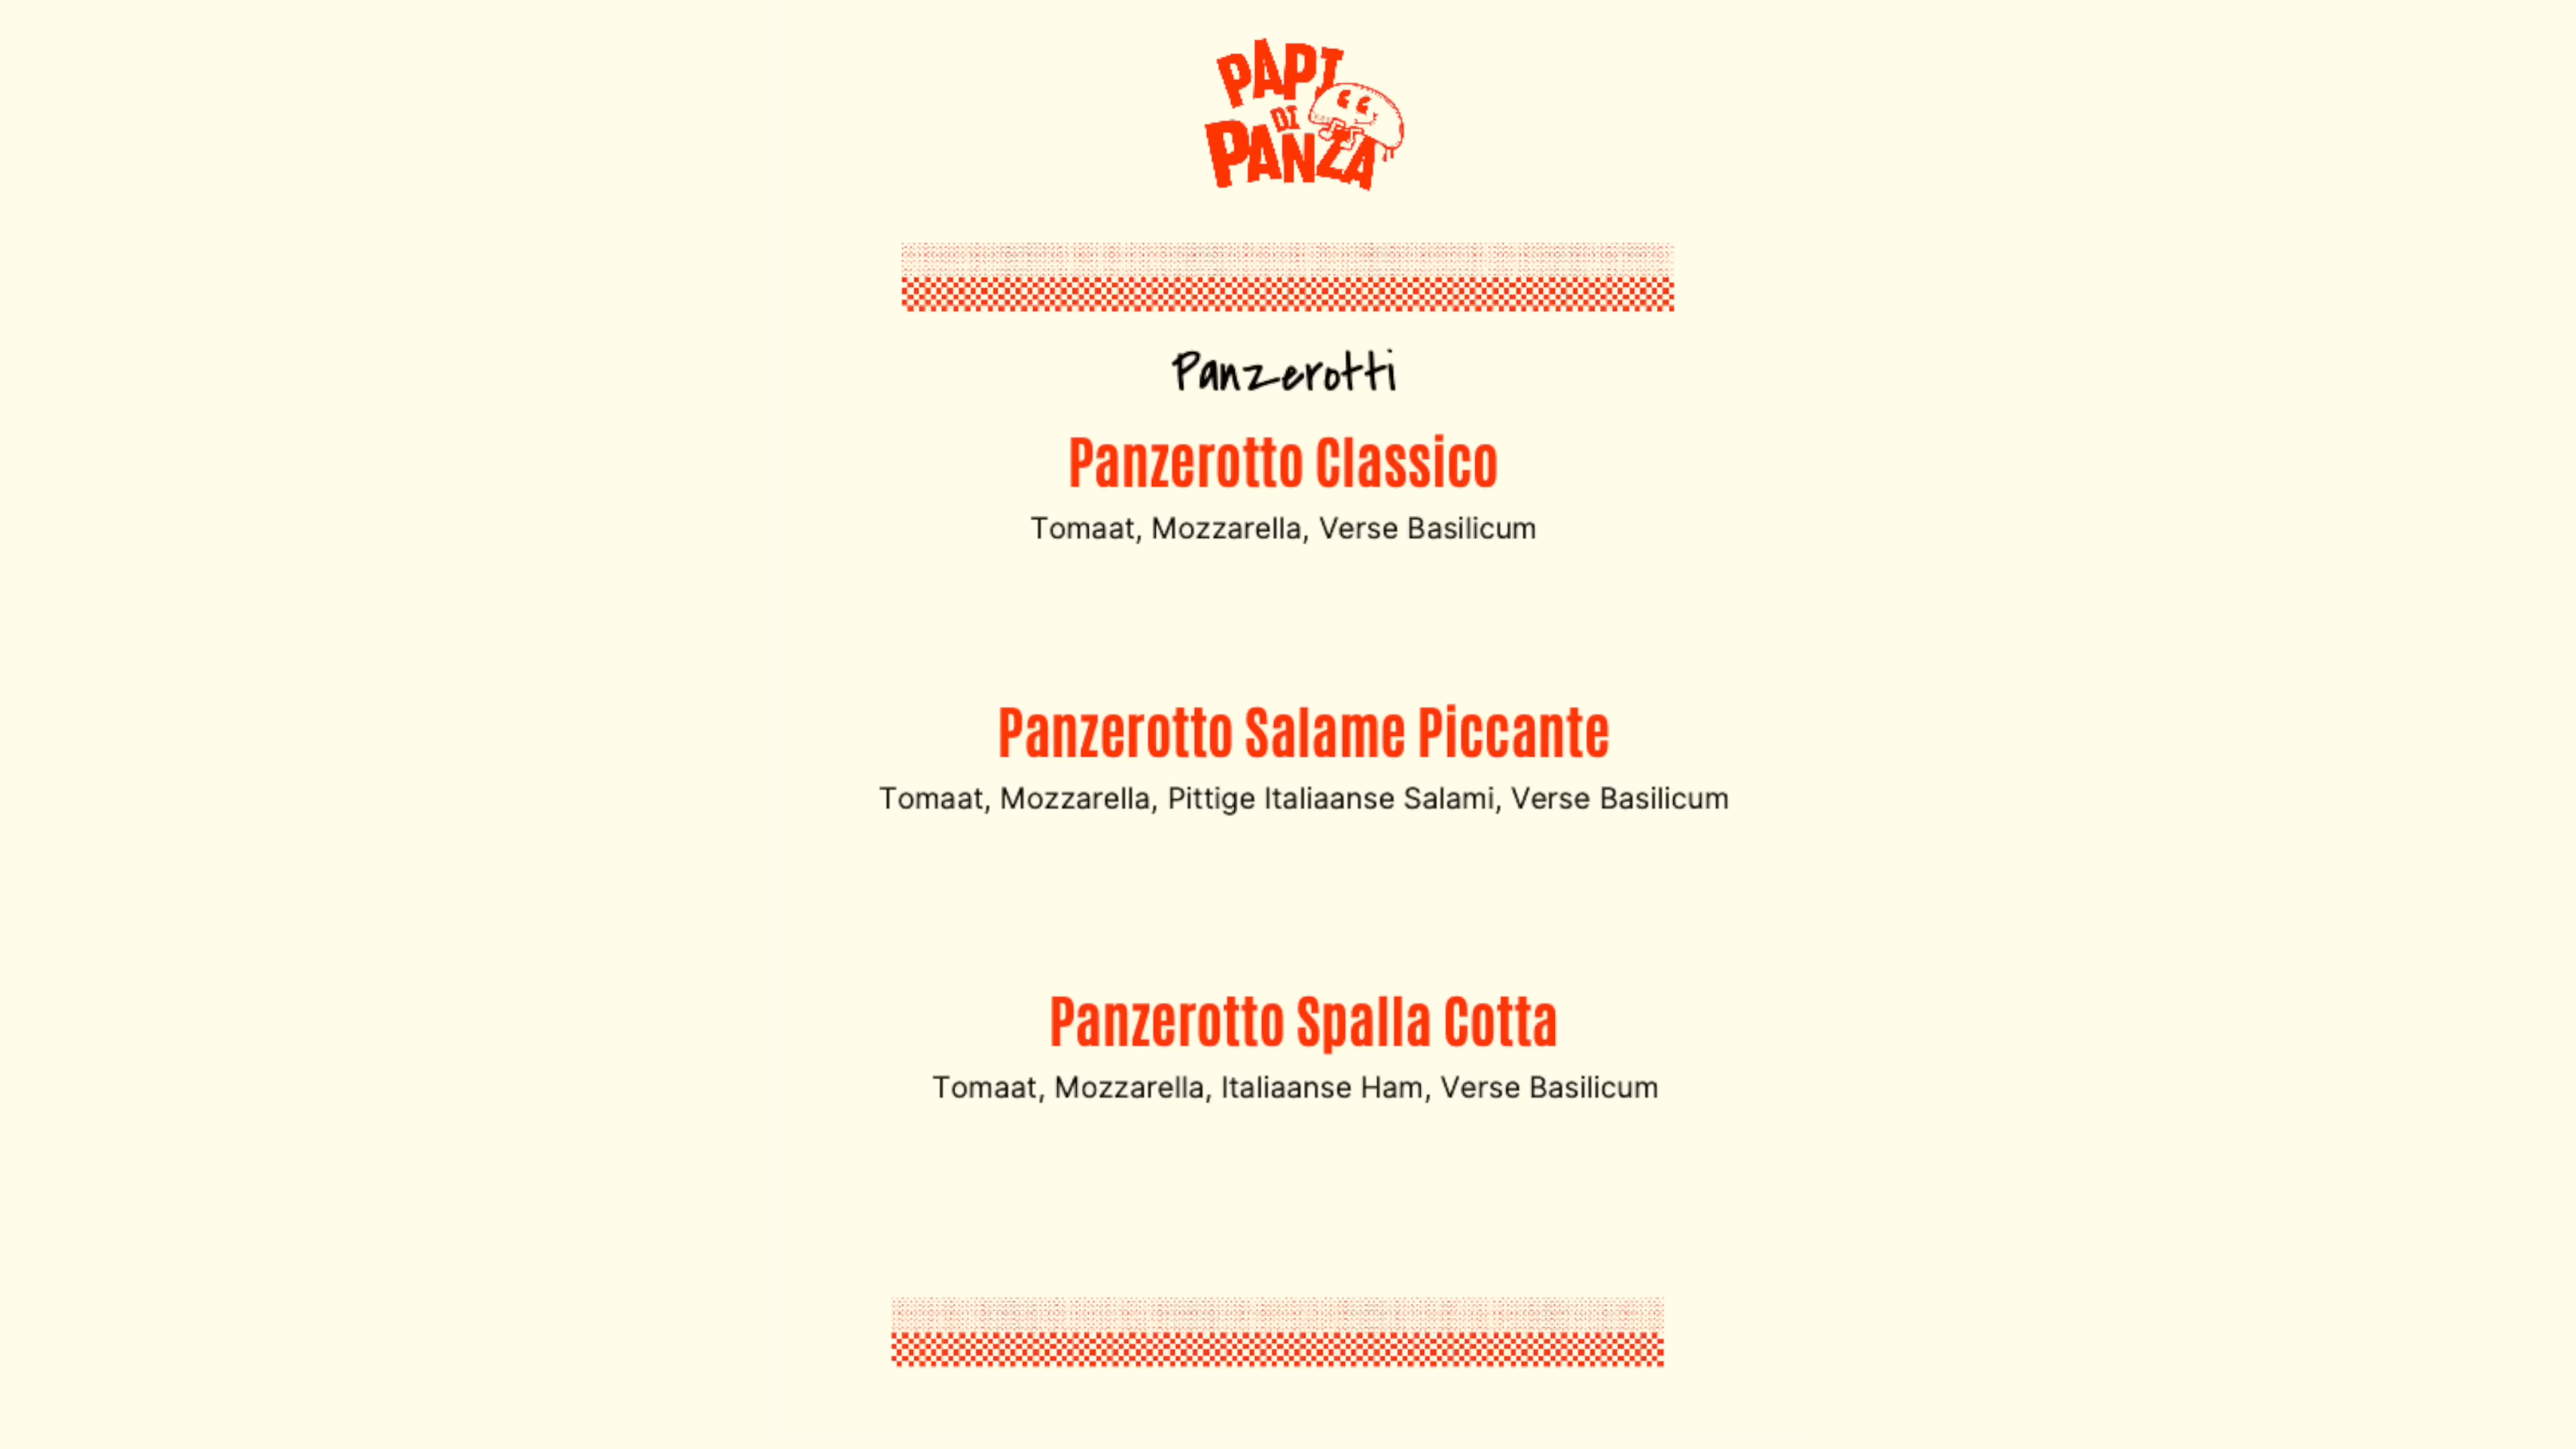 PAPI
DI
PANZA
Panzerotti
Panzerotto Classico
Tomaat, Mozzarella, Verse Basilicum
Panzerotto Salame Piccante
Tomaat, Mozzarella, Pittige Italiaanse Salami, Verse Basilicum
Panzerotto Spalla Cotta
Tomaat, Mozzarella, Italiaanse Ham, Verse Basilicum